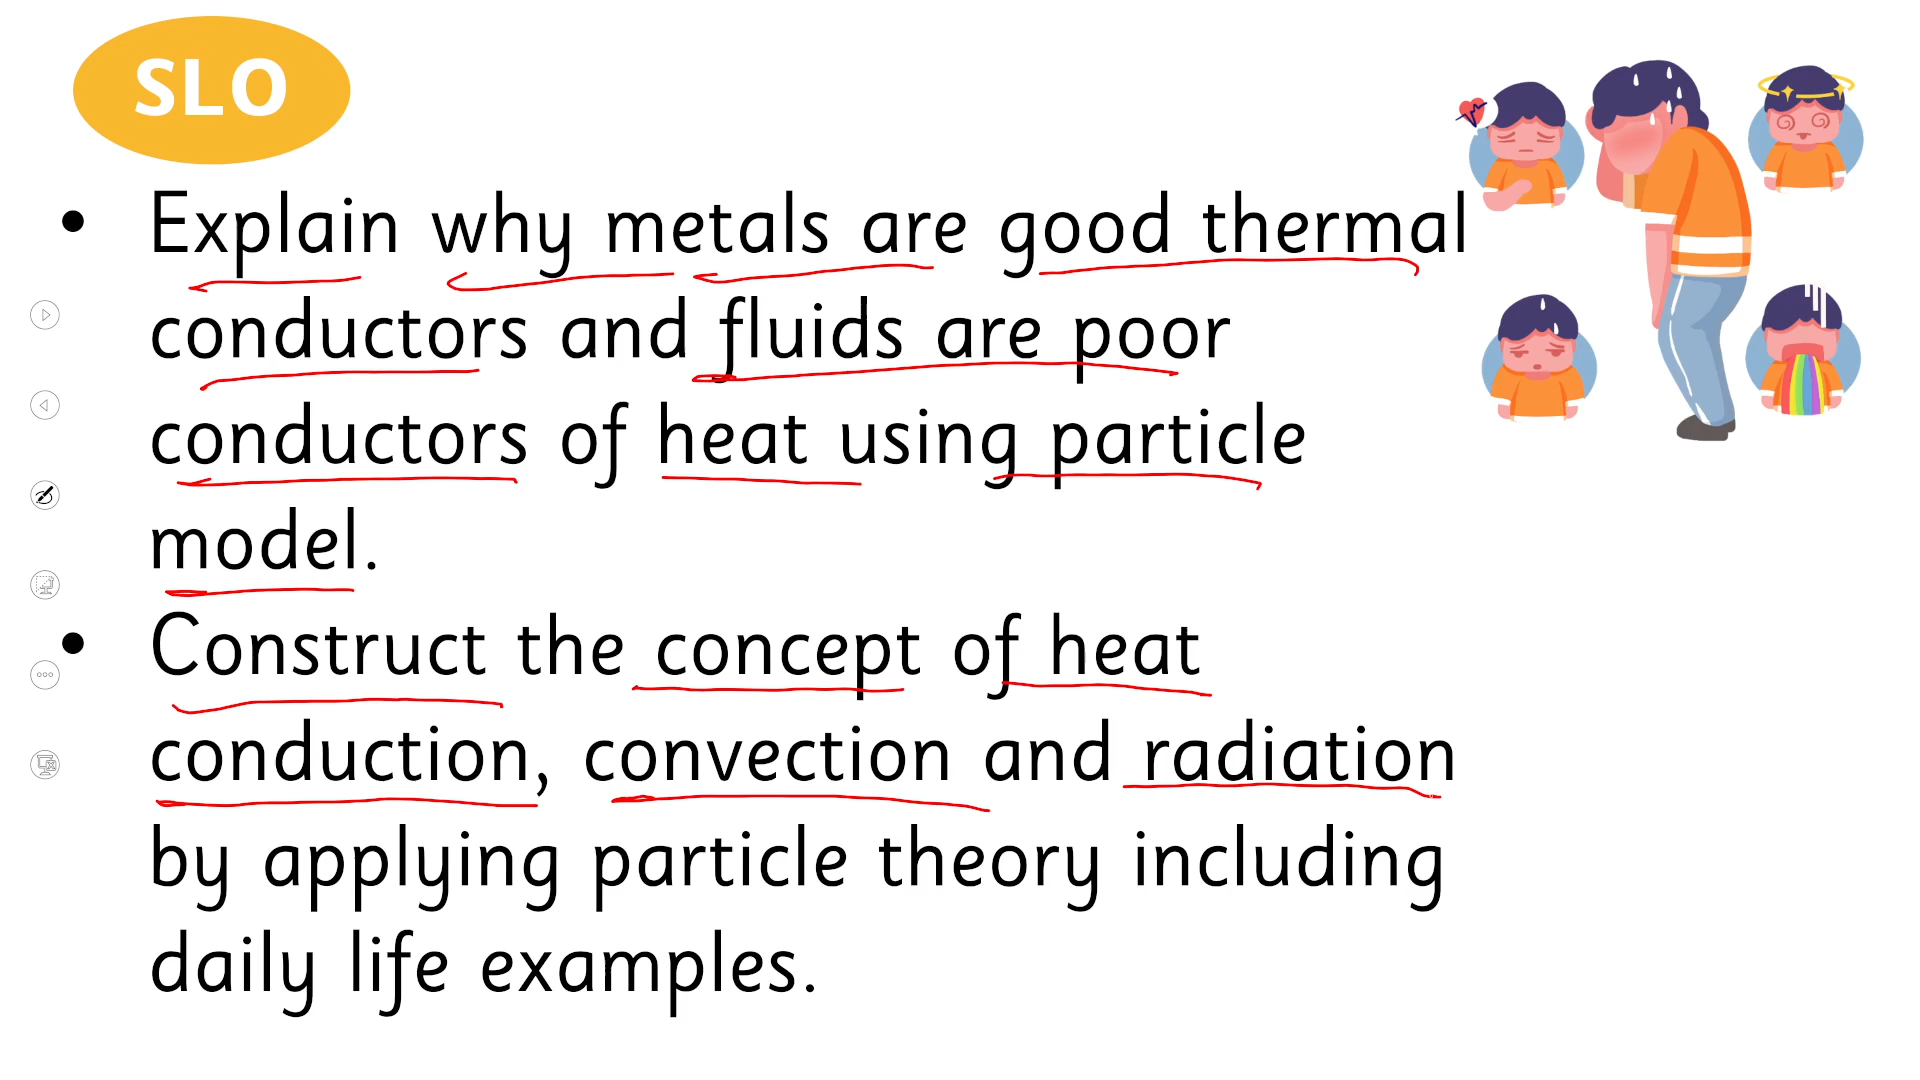 SLO
• Explain why metals are good thermal
conductors and fluids are poor
conductors of heat using particle
model.
• Construct the concept of heat
conduction, convection and radiation
by applying particle theory including
daily life examples.